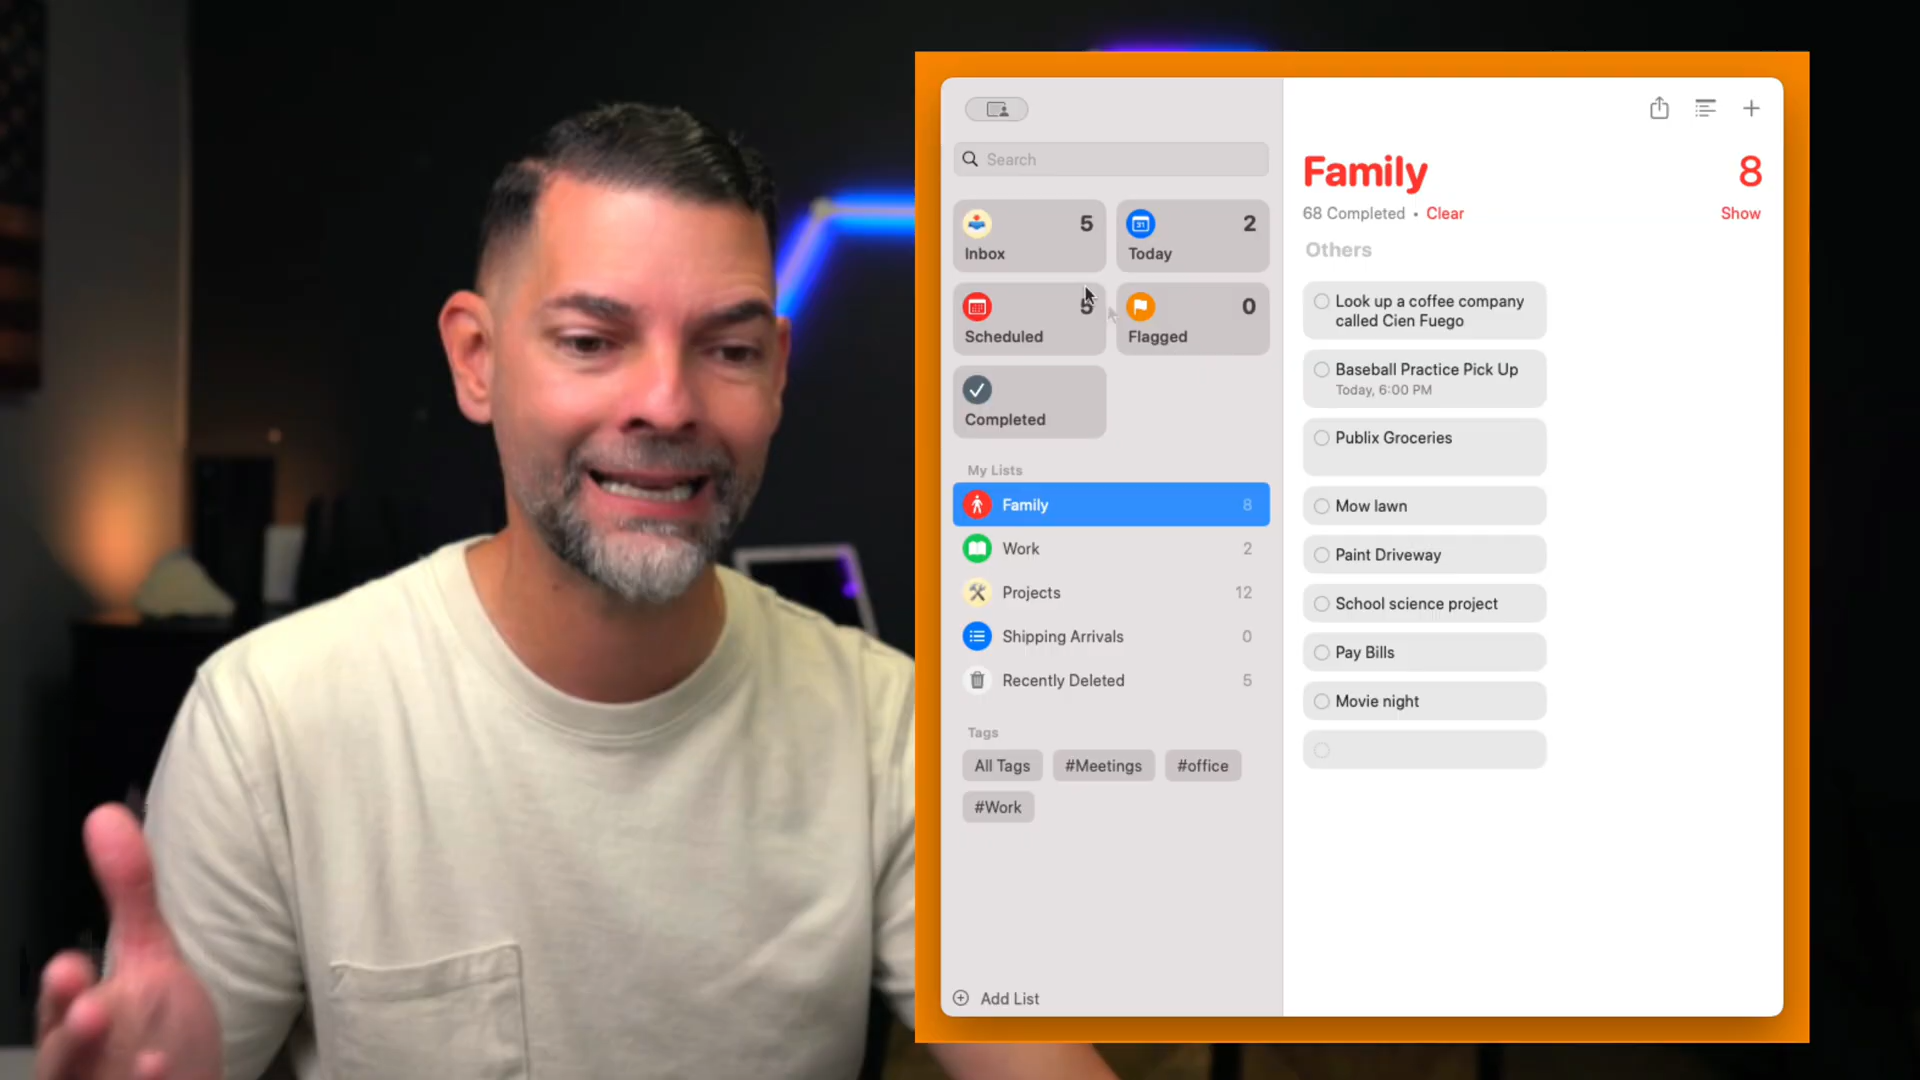 Search
5
Inbox
2
Today
5
Scheduled
0
Flagged
Completed
My Lists
Family 8
Work 2
Projects 12
Shipping Arrivals 0
Recently Deleted 5
Tags
All Tags #Meetings #office
#Work
Add List
Family 8
68 Completed • Clear Show
Others
Look up a coffee company
called Cien Fuego
Baseball Practice Pick Up
Today, 6:00 PM
Publix Groceries
Mow lawn
Paint Driveway
School science project
Pay Bills
Movie night